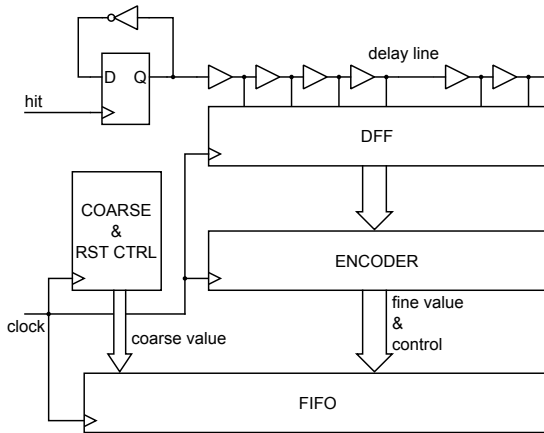 delay line
D Q
hit
DFF
COARSE
&
RST CTRL
ENCODER
clock
coarse value
fine value
&
control
FIFO